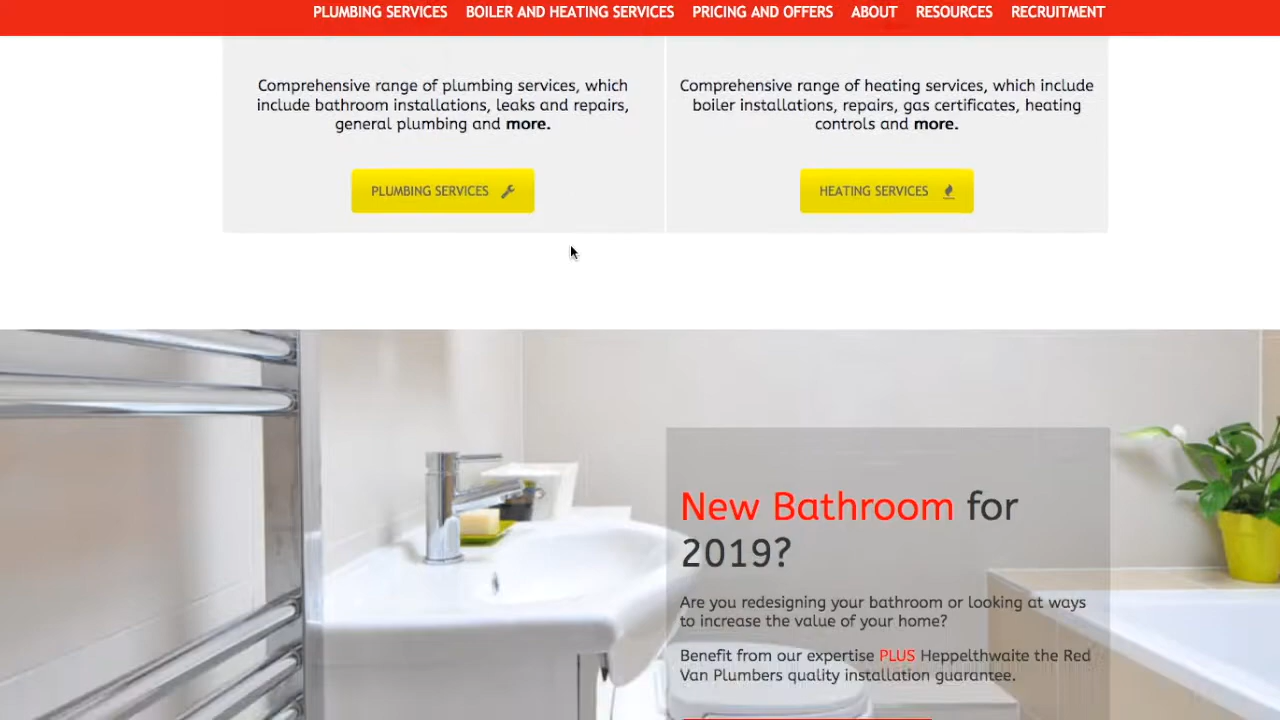 PLUMBING SERVICES BOILER AND HEATING SERVICES PRICING AND OFFERS ABOUT RESOURCES RECRUITMENT
Comprehensive range of plumbing services, which
include bathroom installations, leaks and repairs,
general plumbing and more.
PLUMBING SERVICES
Comprehensive range of heating services, which include
boiler installations, repairs, gas certificates, heating
controls and more.
HEATING SERVICES
New Bathroom for
2019?
Are you redesigning your bathroom or looking at ways
to increase the value of your home?
Benefit from our expertise PLUS Heppelthwaite the Red
Van Plumbers quality installation guarantee.